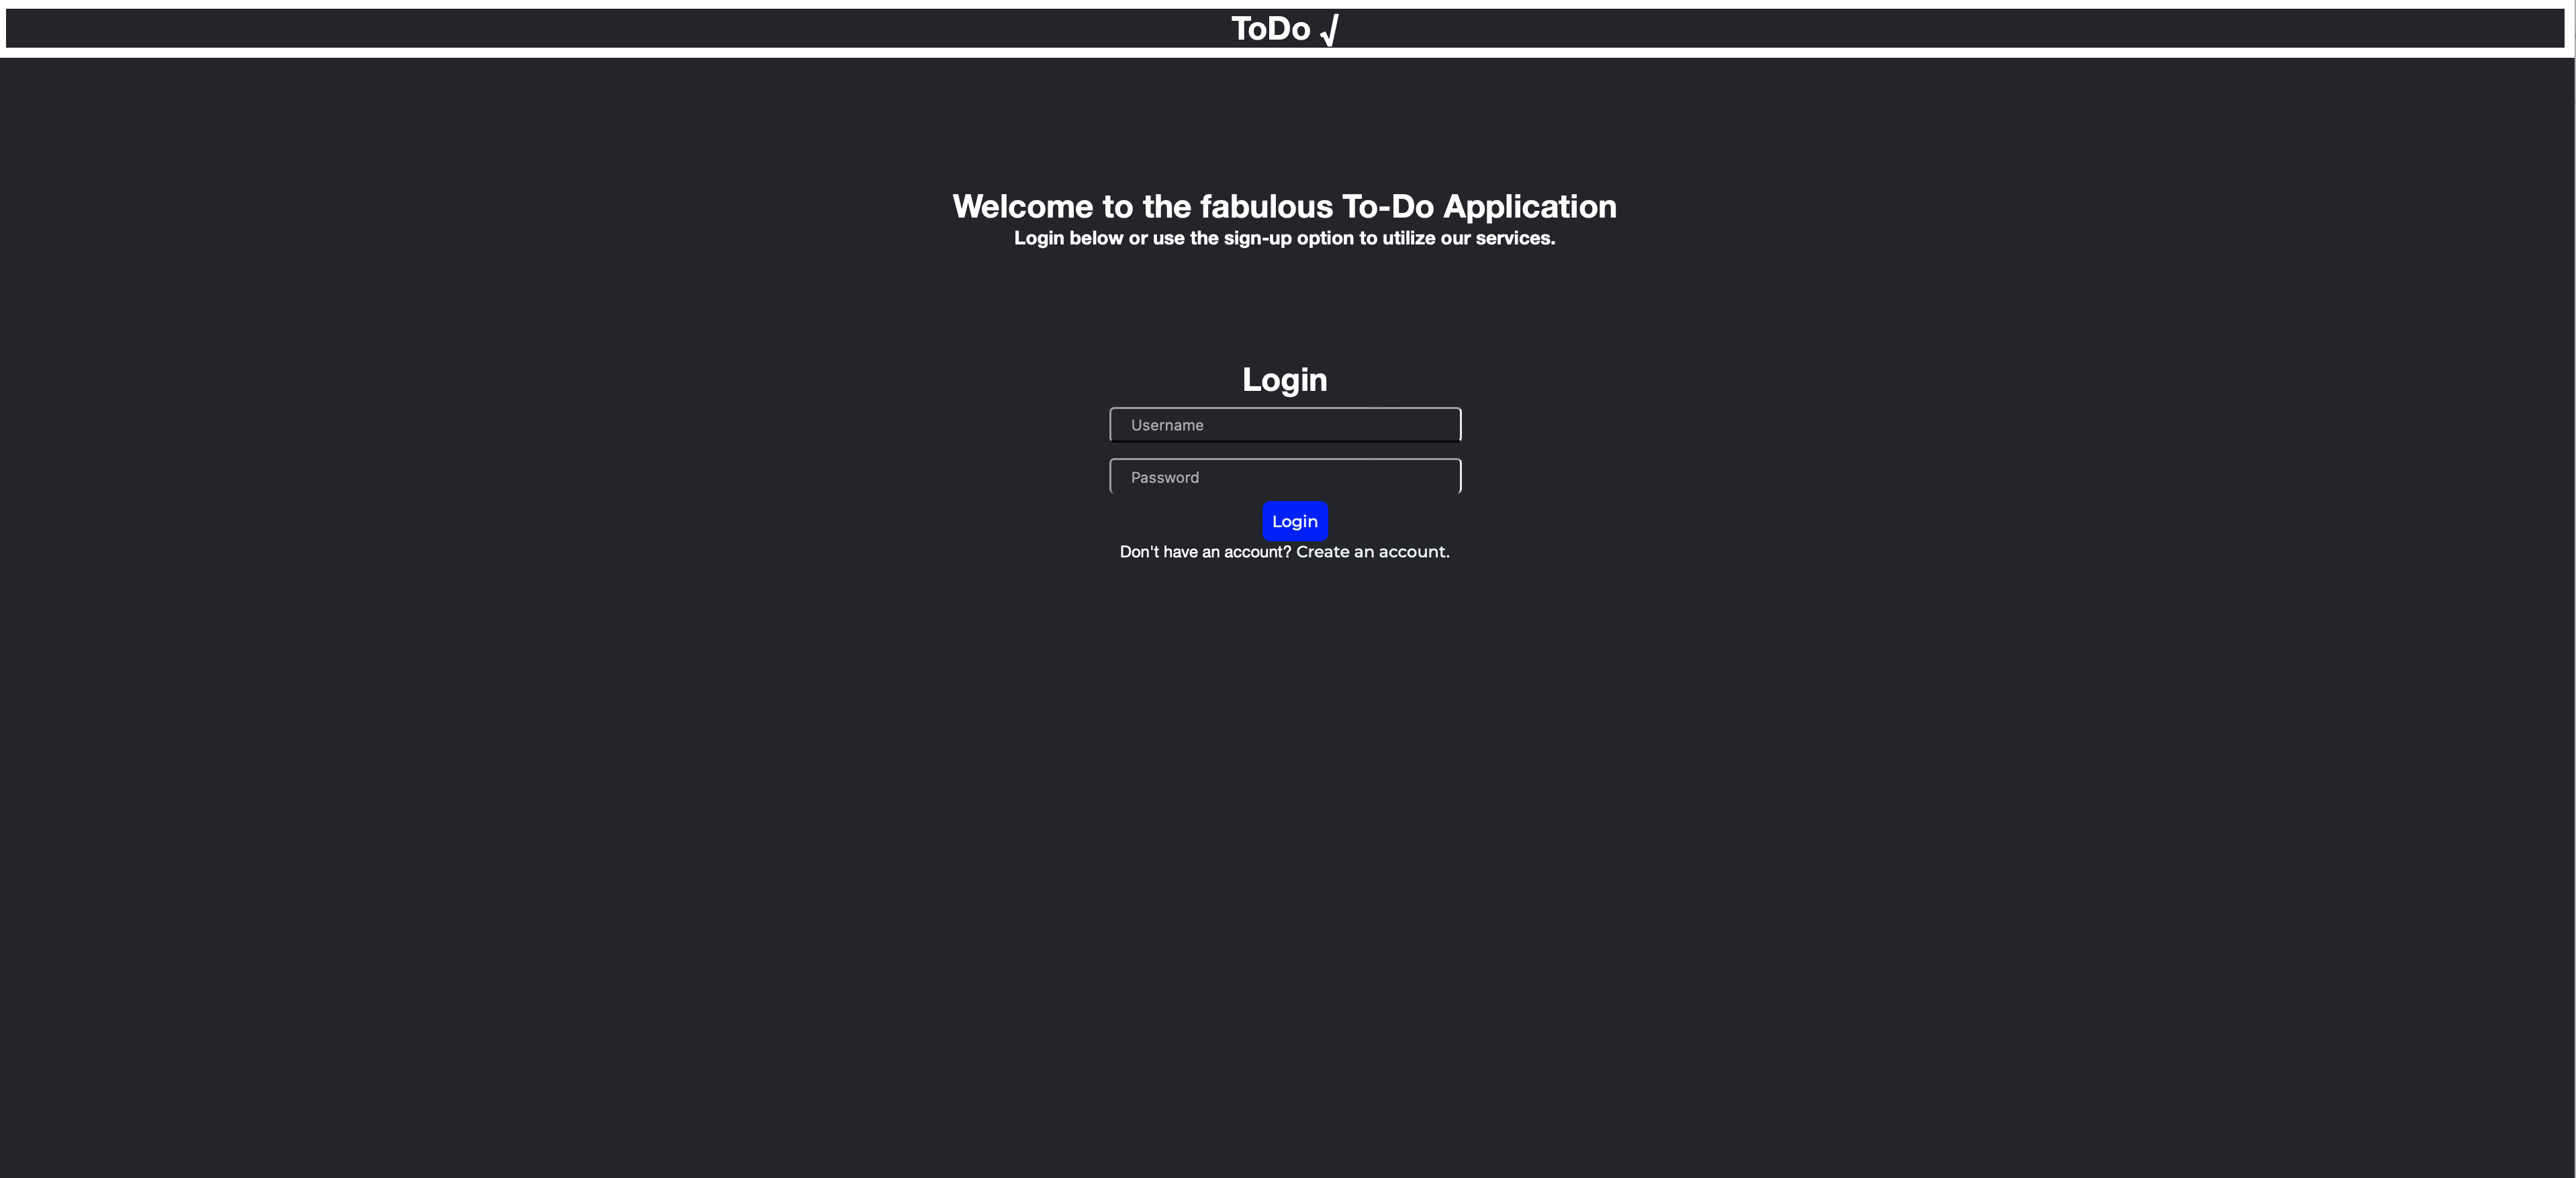 ToDo √
Welcome to the fabulous To-Do Application
Login below or use the sign-up option to utilize our services.
Login
Username
Password
Login
Don't have an account? Create an account.